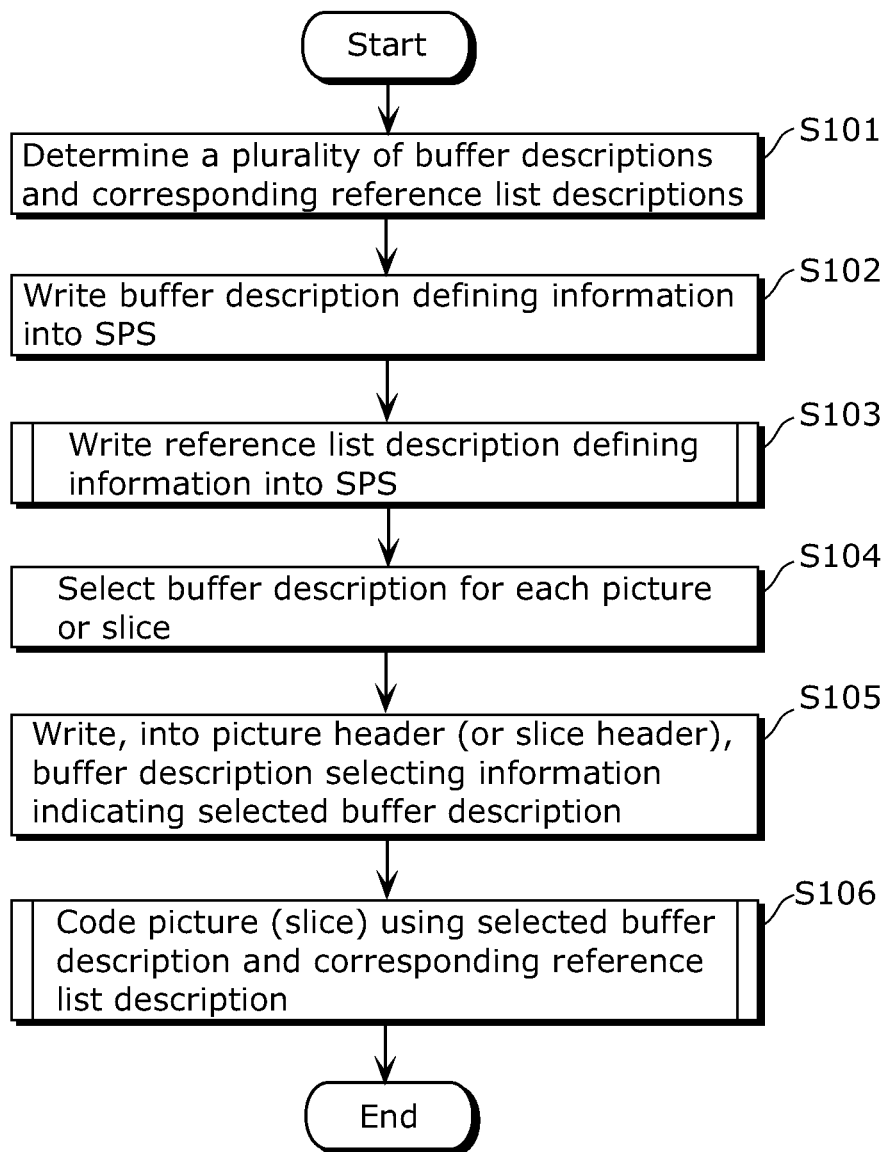 Start
S101
Determine a plurality of buffer descriptions
and corresponding reference list descriptions
S102
Write buffer description defining information
into SPS
S103
Write reference list description defining
information into SPS
S104
Select buffer description for each picture
or slice
S105
Write, into picture header (or slice header),
buffer description selecting information
indicating selected buffer description
S106
Code picture (slice) using selected buffer
description and corresponding reference
list description
End